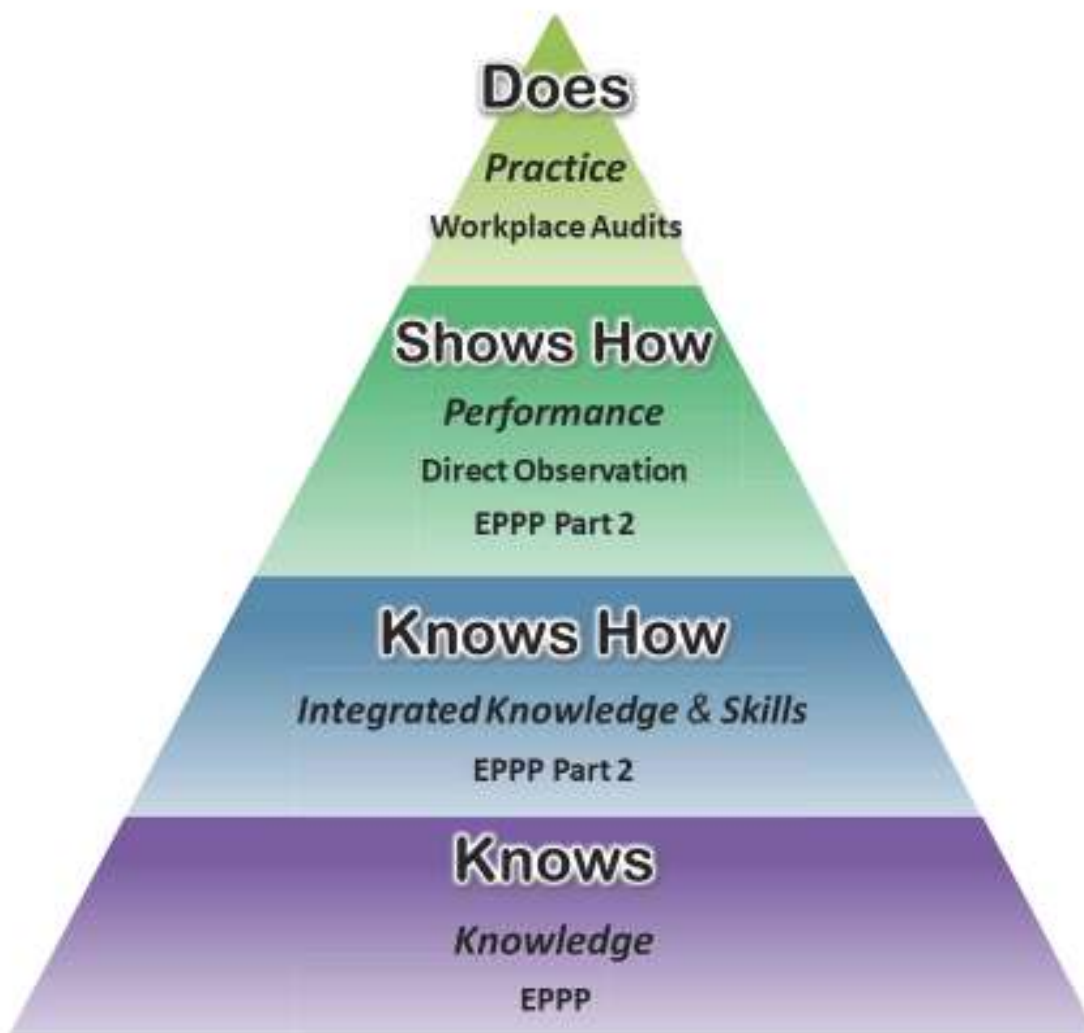 Does
Practice
Workplace Audits
Shows How
Performance
Direct Observation
EPPP Part 2
Knows How
Integrated Knowledge & Skills
EPPP Part 2
Knows
Knowledge
EPPP